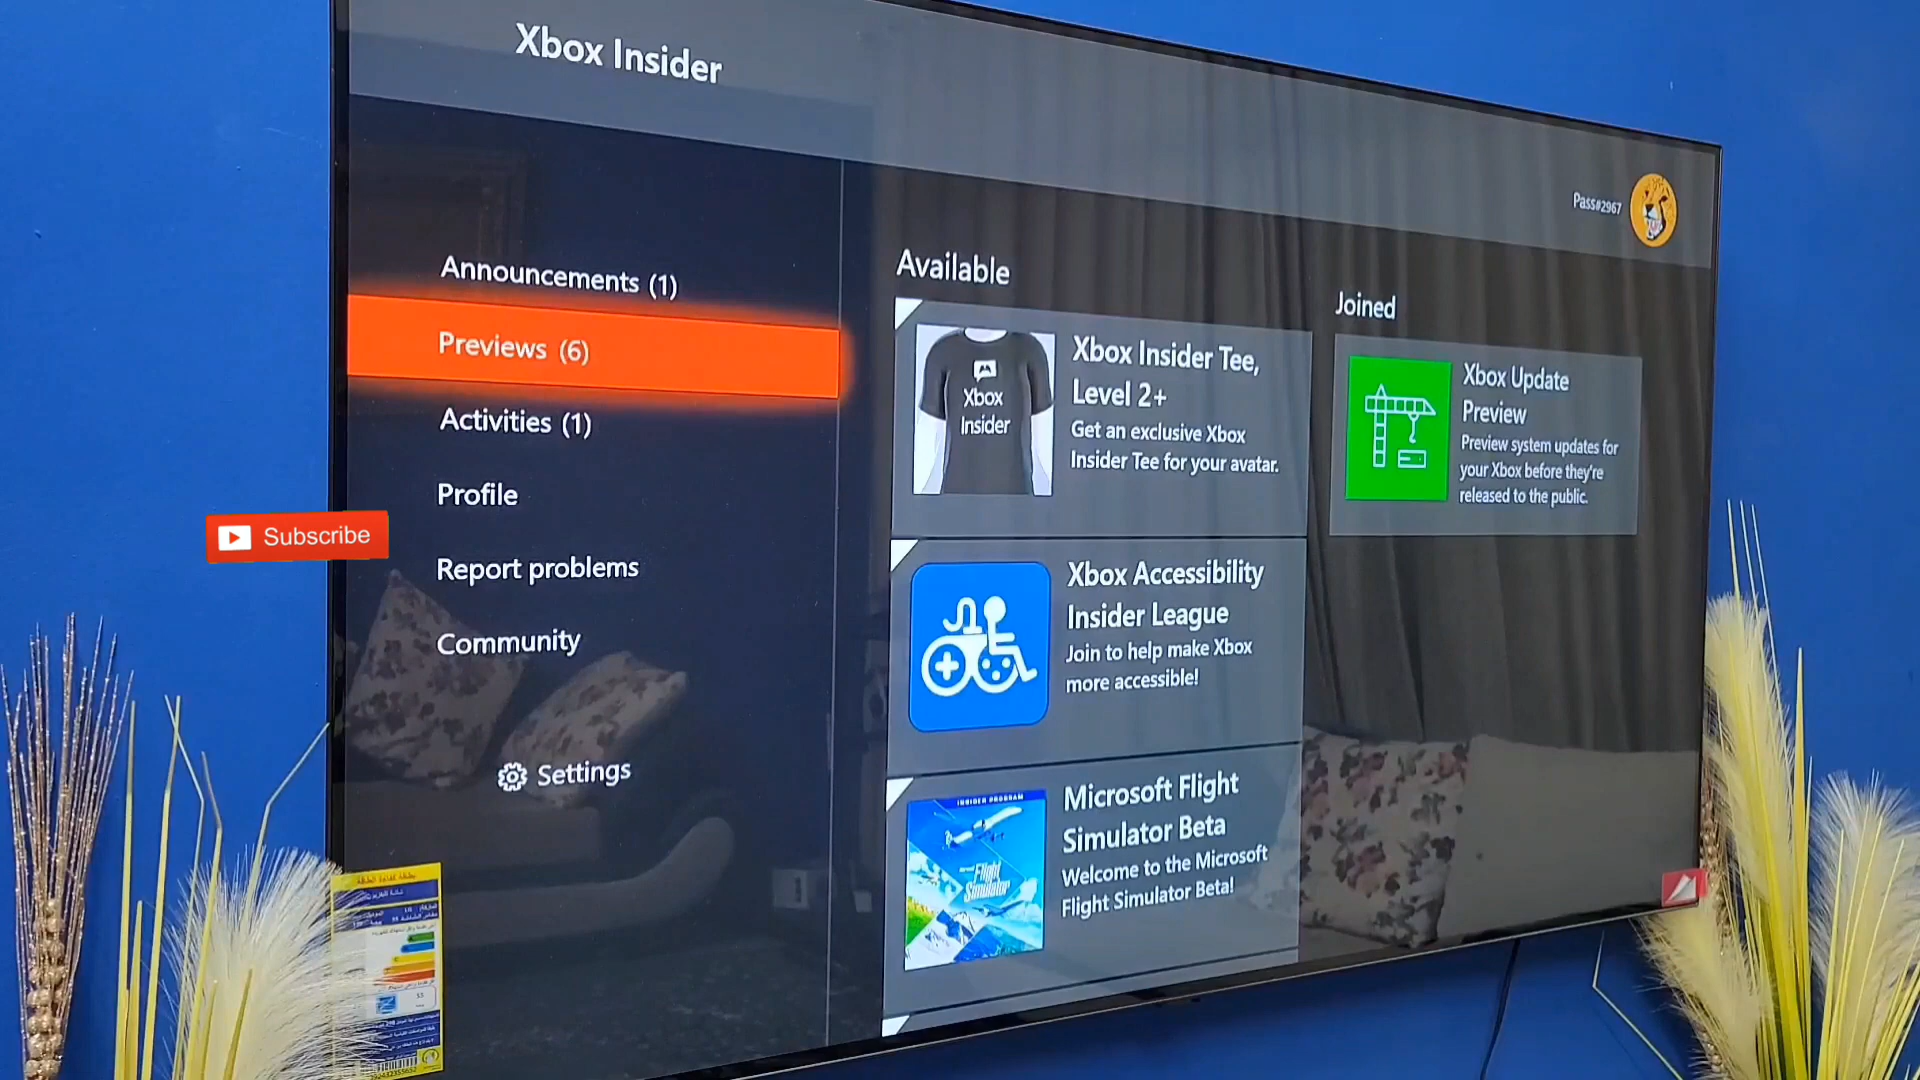 Xbox Insider
Pass#2967
Announcements (1)
Previews (6)
Activities (1)
Profile
Report problems
Community
Settings
Available
Xbox
Insider
Xbox Insider Tee,
Level 2+
Get an exclusive Xbox
Insider Tee for your avatar.
Xbox Accessibility
Insider League
Join to help make Xbox
more accessible!
INSIDER PROGRAM
Flight
Simulator
Microsoft Flight
Simulator Beta
Welcome to the Microsoft
Flight Simulator Beta!
Joined
Xbox Update
Preview
Preview system updates for
your Xbox before they're
released to the public.
Subscribe
بطاقة كفاءة الطاقة
55